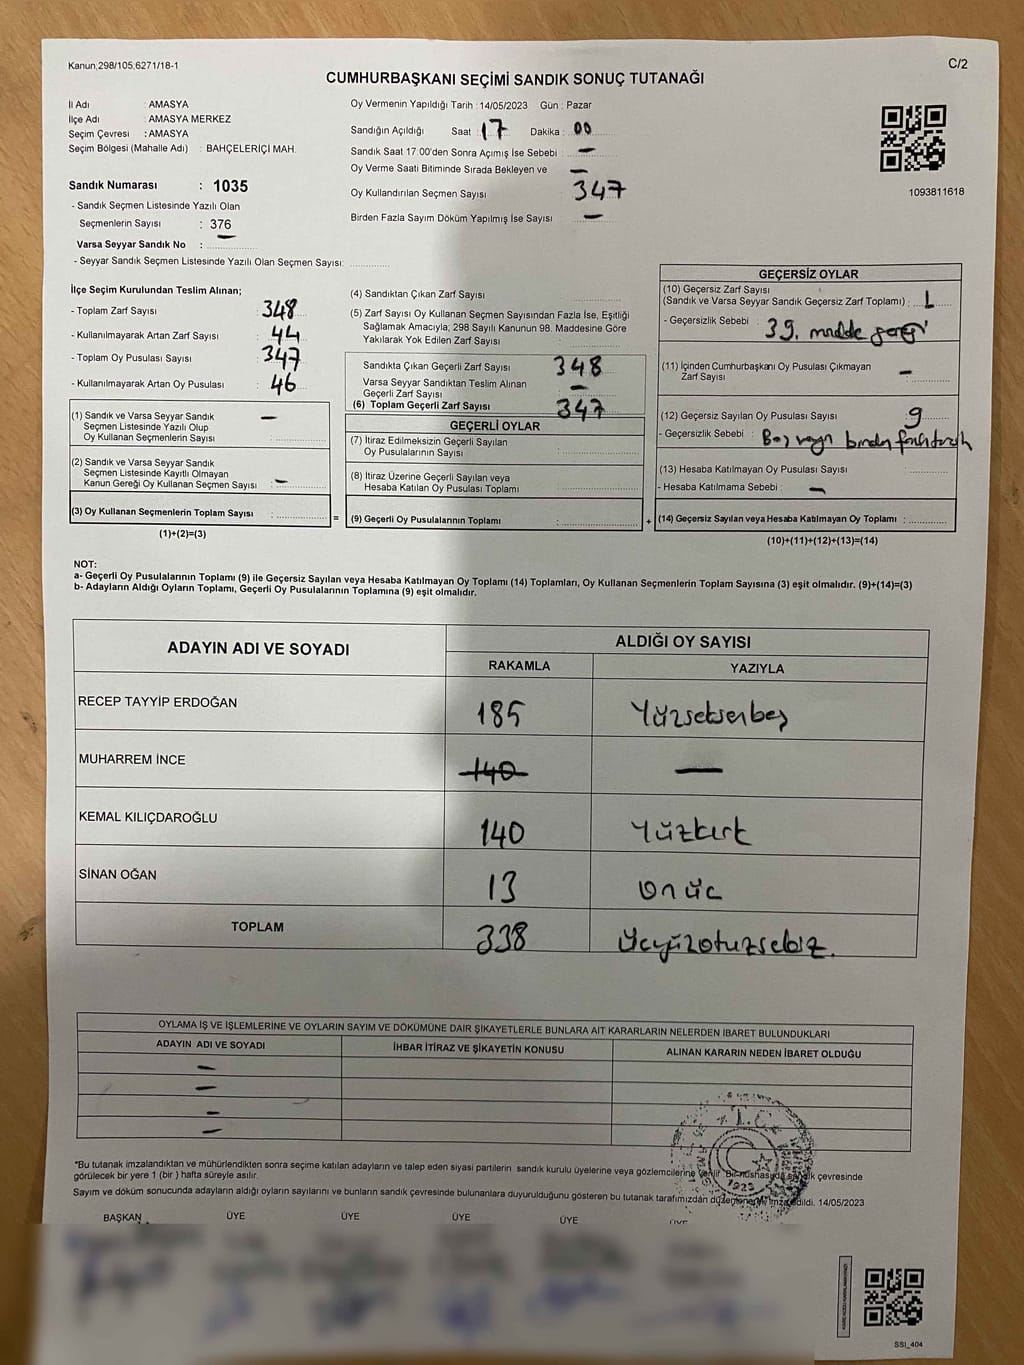 Kanun;298/105,6271/18-1
C/2
CUMHURBAŞKANI SEÇİMİ SANDIK SONUÇ TUTANAĞI
İl Adı : AMASYA
İlçe Adı : AMASYA MERKEZ
Seçim Çevresi : AMASYA
Seçim Bölgesi (Mahalle Adı) : BAHÇELERİÇİ MAH.
Sandık Numarası : 1035
- Sandık Seçmen Listesinde Yazılı Olan
Seçmenlerin Sayısı : 376
Varsa Seyyar Sandık No : —
- Seyyar Sandık Seçmen Listesinde Yazılı Olan Seçmen Sayısı:
Oy Vermenin Yapıldığı Tarih : 14/05/2023 Gün : Pazar
Sandığın Açıldığı Saat : 17 Dakika : 00
Sandık Saat 17:00'den Sonra Açımış İse Sebebi : —
Oy Verme Saati Bitiminde Sırada Bekleyen ve —
Oy Kullandırılan Seçmen Sayısı 347
Birden Fazla Sayım Döküm Yapılmış İse Sayısı : —
1093811618
İlçe Seçim Kurulundan Teslim Alınan;
- Toplam Zarf Sayısı : 348
- Kullanılmayarak Artan Zarf Sayısı : 44
- Toplam Oy Pusulası Sayısı : 347
- Kullanılmayarak Artan Oy Pusulası : 46
(1) Sandık ve Varsa Seyyar Sandık —
Seçmen Listesinde Yazılı Olup
Oy Kullanan Seçmenlerin Sayısı :
(2) Sandık ve Varsa Seyyar Sandık
Seçmen Listesinde Kayıtlı Olmayan
Kanun Gereği Oy Kullanan Seçmen Sayısı : —
(3) Oy Kullanan Seçmenlerin Toplam Sayısı :
(1)+(2)=(3)
=
(4) Sandıktan Çıkan Zarf Sayısı
(5) Zarf Sayısı Oy Kullanan Seçmen Sayısından Fazla İse, Eşitliği
Sağlamak Amacıyla, 298 Sayılı Kanunun 98. Maddesine Göre
Yakılarak Yok Edilen Zarf Sayısı :
Sandıkta Çıkan Geçerli Zarf Sayısı 348
Varsa Seyyar Sandıktan Teslim Alınan —
Geçerli Zarf Sayısı
(6) Toplam Geçerli Zarf Sayısı 347
GEÇERLİ OYLAR
(7) İtiraz Edilmeksizin Geçerli Sayılan
Oy Pusulalarının Sayısı :
(8) İtiraz Üzerine Geçerli Sayılan veya
Hesaba Katılan Oy Pusulası Toplamı :
(9) Geçerli Oy Pusulalarının Toplamı :
+
GEÇERSİZ OYLAR
(10) Geçersiz Zarf Sayısı
(Sandık ve Varsa Seyyar Sandık Geçersiz Zarf Toplamı) : 1
- Geçersizlik Sebebi : 39. madde gereği
(11) İçinden Cumhurbaşkanı Oy Pusulası Çıkmayan
Zarf Sayısı : —
(12) Geçersiz Sayılan Oy Pusulası Sayısı : 9
- Geçersizlik Sebebi : Boş veya birden fazla tercih
(13) Hesaba Katılmayan Oy Pusulası Sayısı :
- Hesaba Katılmama Sebebi : —
(14) Geçersiz Sayılan veya Hesaba Katılmayan Oy Toplamı :
(10)+(11)+(12)+(13)=(14)
NOT:
a- Geçerli Oy Pusulalarının Toplamı (9) ile Geçersiz Sayılan veya Hesaba Katılmayan Oy Toplamı (14) Toplamları, Oy Kullanan Seçmenlerin Toplam Sayısına (3) eşit olmalıdır. (9)+(14)=(3)
b- Adayların Aldığı Oyların Toplamı, Geçerli Oy Pusulalarının Toplamına (9) eşit olmalıdır.
ADAYIN ADI VE SOYADI
ALDIĞI OY SAYISI
RAKAMLA YAZIYLA
RECEP TAYYİP ERDOĞAN 185 Yüzseksenbeş
MUHARREM İNCE 140 —
KEMAL KILIÇDAROĞLU 140 Yüzkırk
SİNAN OĞAN 13 onüç
TOPLAM 338 üçyüzotuzsekiz.
OYLAMA İŞ VE İŞLEMLERİNE VE OYLARIN SAYIM VE DÖKÜMÜNE DAİR ŞİKAYETLERLE BUNLARA AİT KARARLARIN NELERDEN İBARET BULUNDUKLARI
ADAYIN ADI VE SOYADI İHBAR İTİRAZ VE ŞİKAYETİN KONUSU ALINAN KARARIN NEDEN İBARET OLDUĞU
—
—
—
—
T.C.
1923
*Bu tutanak imzalandıktan ve mühürlendikten sonra seçime katılan adayların ve talep eden siyasi partilerin sandık kurulu üyelerine veya gözlemcilerine verilir. Bir nüshası da sandık çevresinde
görülecek bir yere 1 (bir ) hafta süreyle asılır.
Sayım ve döküm sonucunda adayların aldığı oyların sayılarını ve bunların sandık çevresinde bulunanlara duyurulduğunu gösteren bu tutanak tarafımızdan düzenlenerek imza edildi. 14/05/2023
BAŞKAN ÜYE ÜYE ÜYE ÜYE ÜYE
SSI_404